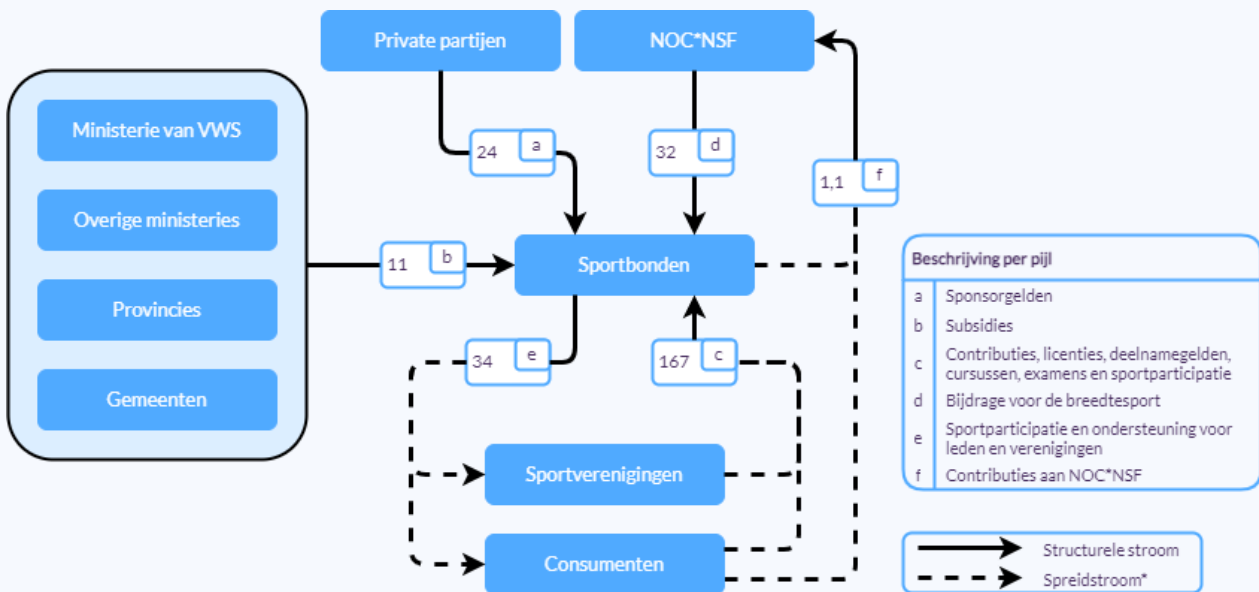 Private partijen
NOC*NSF
Ministerie van VWS
24
a
32
d
1,1
f
Overige ministeries
11
b
Sportbonden
Provincies
34
e
167
c
Gemeenten
Sportverenigingen
Consumenten
Beschrijving per pijl
a Sponsorgelden
b Subsidies
c Contributies, licenties, deelnamegelden,
cursussen, examens en sportparticipatie
d Bijdrage voor de breedtesport
e Sportparticipatie en ondersteuning voor
leden en verenigingen
f Contributies aan NOC*NSF
Structurele stroom
Spreidstroom*